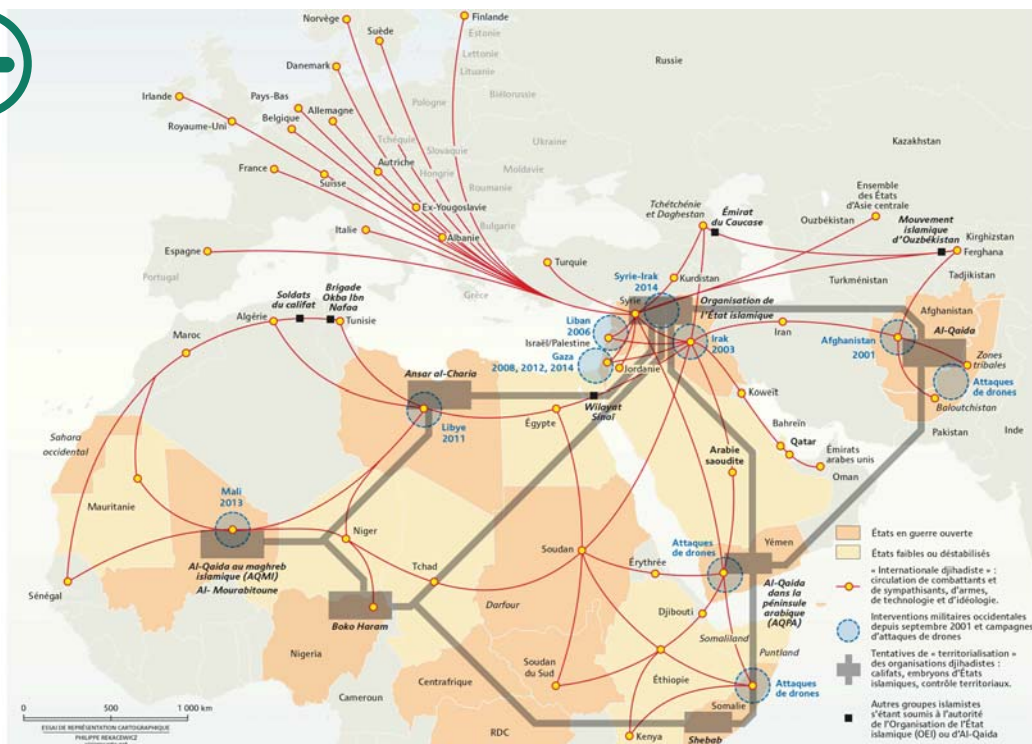 Norvège
Suède
Finlande
Estonie
Lettonie
Lituanie
Danemark
Russie
Irlande
Pays-Bas
Allemagne
Belgique
Royaume-Uni
Pologne
Biélorussie
Tchéquie
Slovaquie
Ukraine
Kazakhstan
France
Suisse
Autriche
Hongrie
Moldavie
Roumanie
Ex-Yougoslavie
Bulgarie
Italie
Albanie
Espagne
Portugal
Grèce
Turquie
Tchétchénie
et Daghestan
Émirat
du Caucase
Ensemble
des États
d'Asie centrale
Ouzbékistan
Mouvement
islamique
d'Ouzbékistan
Kirghizstan
Ferghana
Tadjikistan
Turkménistan
Kurdistan
Syrie-Irak
2014
Syrie
Organisation de
l'État islamique
Liban
2006
Israël/Palestine
Gaza
2008, 2012, 2014
Jordanie
Irak
2003
Iran
Afghanistan
Al-Qaida
Afghanistan
2001
Zones
tribales
Attaques
de drones
Baloutchistan
Pakistan
Inde
Soldats
du califat
Brigade
Okba Ibn
Nafaa
Algérie
Tunisie
Maroc
Ansar al-Charia
Libye
2011
Wilayat
Sinaï
Égypte
Koweït
Bahreïn
Qatar
Émirats
arabes unis
Oman
Arabie
saoudite
Sahara
occidental
Mauritanie
Mali
2013
Al-Qaida au maghreb
islamique (AQMI)
Al- Mourabitoune
Sénégal
Niger
Tchad
Boko Haram
Nigeria
Cameroun
Centrafrique
RDC
Soudan
Darfour
Soudan
du Sud
Érythrée
Attaques
de drones
Yémen
Al-Qaida
dans la
péninsule
arabique
(AQPA)
Djibouti
Somaliland
Puntland
Éthiopie
Attaques
de drones
Somalie
Shebab
Kenya
États en guerre ouverte
États faibles ou déstabilisés
« Internationale djihadiste » :
circulation de combattants et
de sympathisants, d'armes,
de technologie et d'idéologie.
Interventions militaires occidentales
depuis septembre 2001 et campagnes
d'attaques de drones
Tentatives de « territorialisation »
des organisations djihadistes :
califats, embryons d'États
islamiques, contrôle territoriaux.
Autres groupes islamistes
s'étant soumis à l'autorité
de l'Organisation de l'État
islamique (OEI) ou d'Al-Qaida
0 500 1 000 km
ESSAI DE REPRÉSENTATION CARTOGRAPHIQUE
PHILIPPE REKACEWICZ